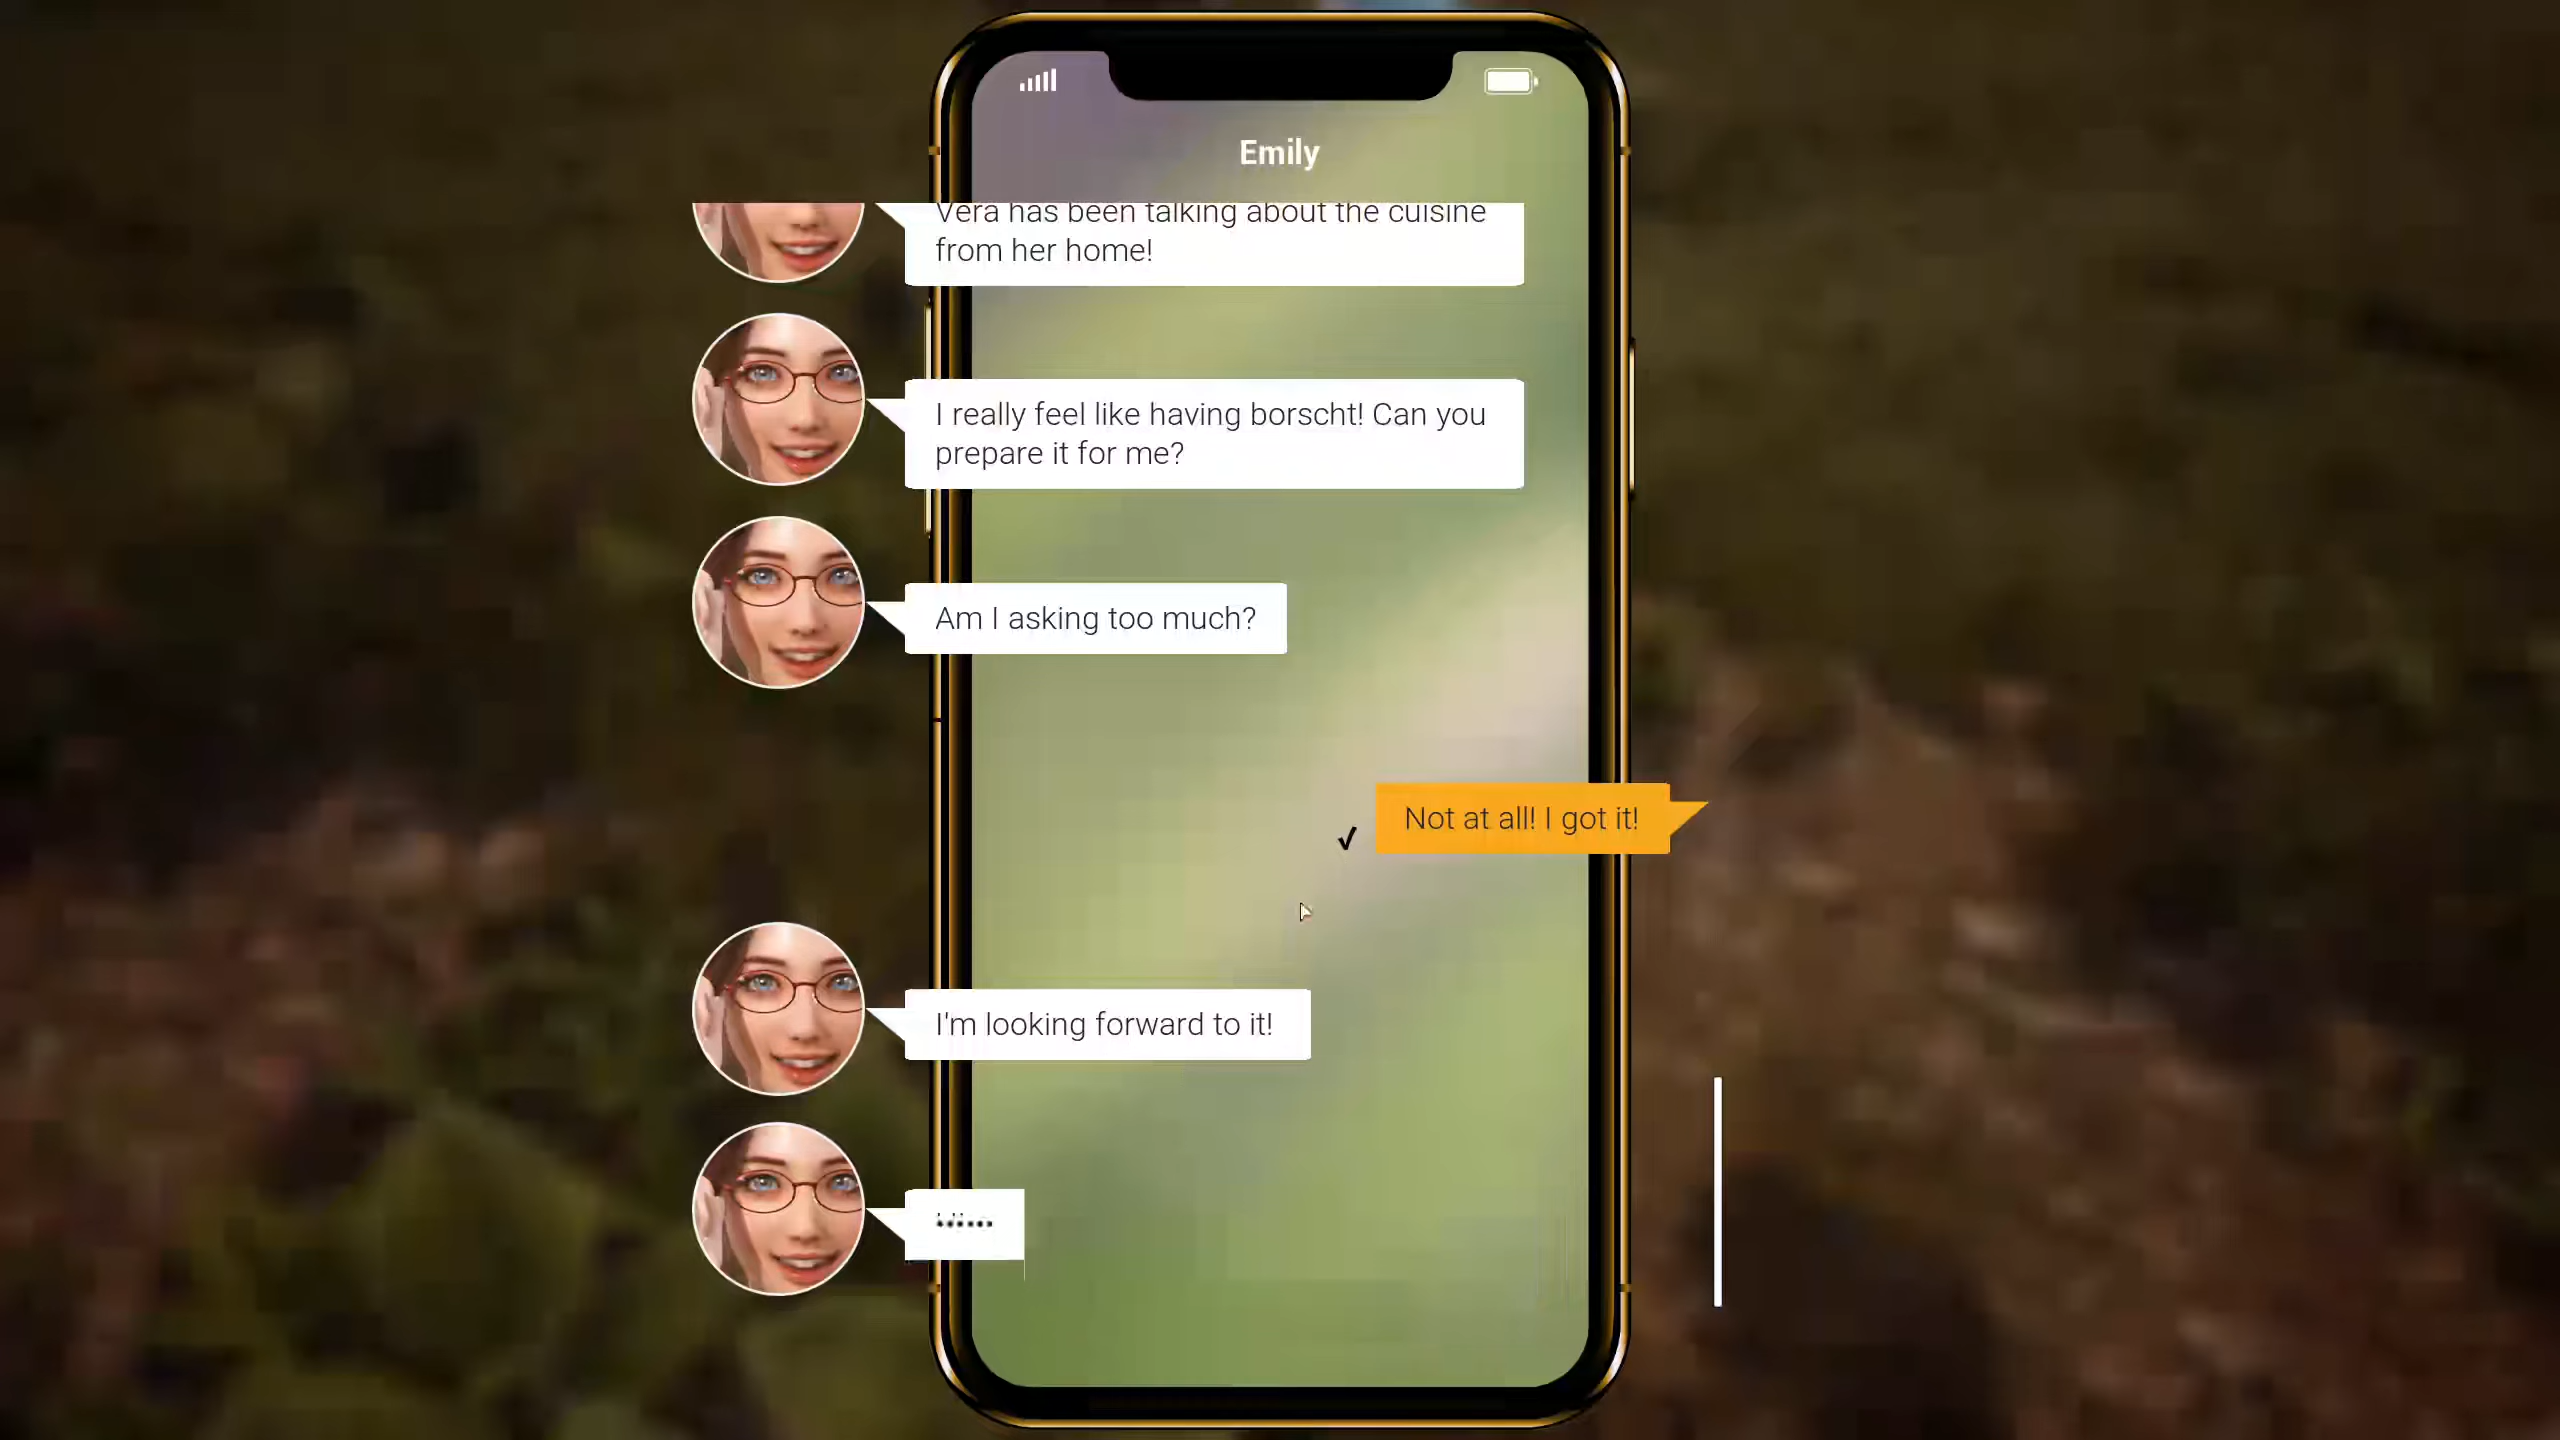 Emily
Vera has been talking about the cuisine
from her home!
I really feel like having borscht! Can you
prepare it for me?
Am I asking too much?
Not at all! I got it!
I'm looking forward to it!